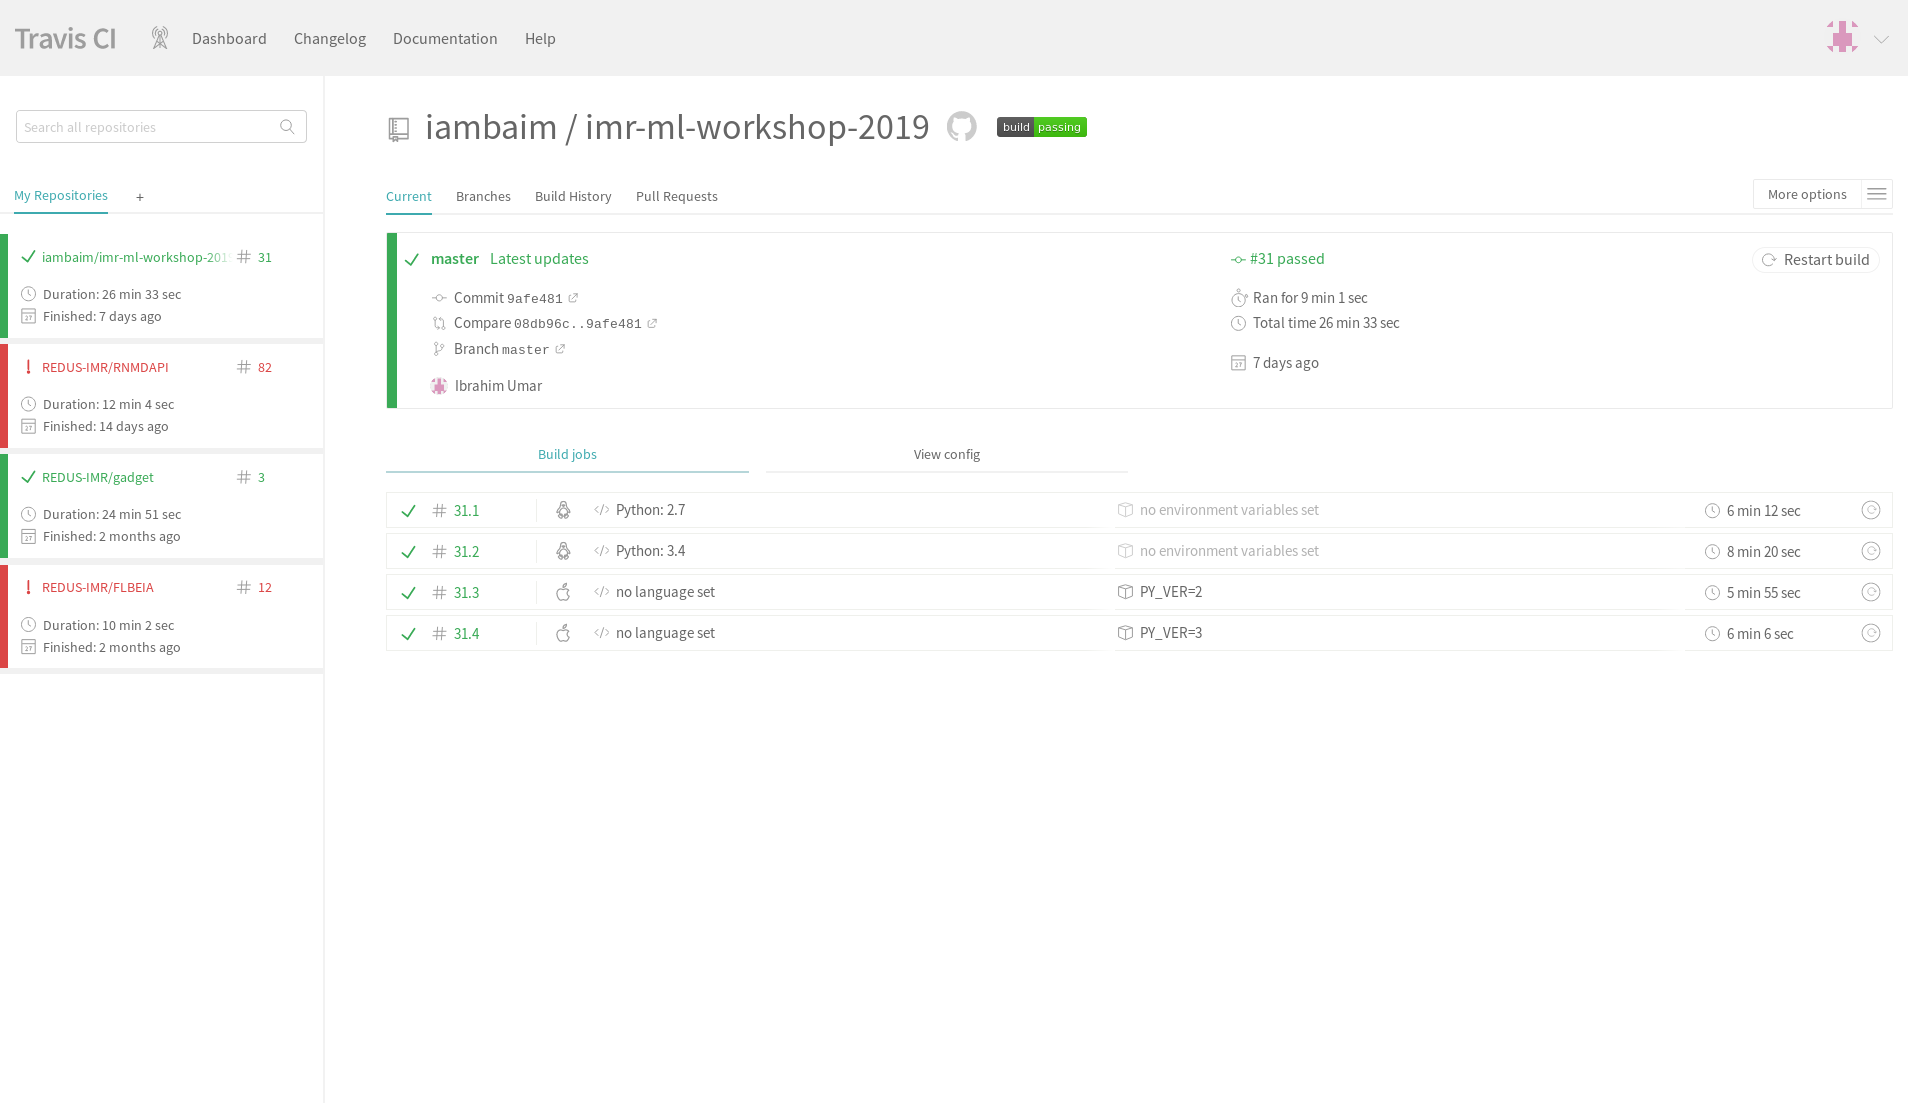 Travis CI Dashboard Changelog Documentation Help
Search all repositories
My Repositories +
iambaim/imr-ml-workshop-201 31
Duration: 26 min 33 sec
Finished: 7 days ago
REDUS-IMR/RNMDAPI 82
Duration: 12 min 4 sec
Finished: 14 days ago
REDUS-IMR/gadget 3
Duration: 24 min 51 sec
Finished: 2 months ago
REDUS-IMR/FLBEIA 12
Duration: 10 min 2 sec
Finished: 2 months ago
iambaim / imr-ml-workshop-2019 build passing
Current Branches Build History Pull Requests More options
master Latest updates #31 passed Restart build
Commit 9afe481 Ran for 9 min 1 sec
Compare 08db96c..9afe481 Total time 26 min 33 sec
Branch master
7 days ago
Ibrahim Umar
Build jobs View config
# 31.1 Python: 2.7 no environment variables set 6 min 12 sec
# 31.2 Python: 3.4 no environment variables set 8 min 20 sec
# 31.3 no language set PY_VER=2 5 min 55 sec
# 31.4 no language set PY_VER=3 6 min 6 sec